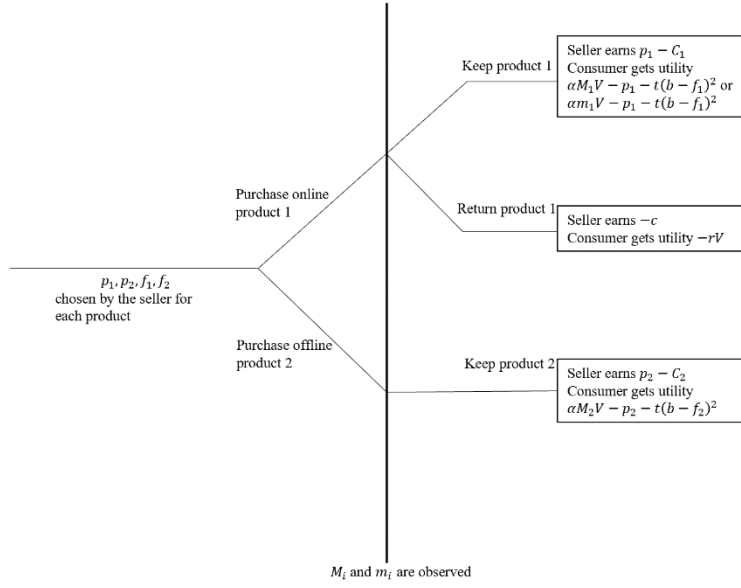 Keep product 1
Seller earns p₁ − C₁
Consumer gets utility
αM₁V − p₁ − t(b − f₁)² or
αm₁V − p₁ − t(b − f₁)²
Purchase online
product 1
Return product 1
Seller earns −c
Consumer gets utility −rV
p₁, p₂, f₁, f₂
chosen by the seller for
each product
Purchase offline
product 2
Keep product 2
Seller earns p₂ − C₂
Consumer gets utility
αM₂V − p₂ − t(b − f₂)²
Mᵢ and mᵢ are observed